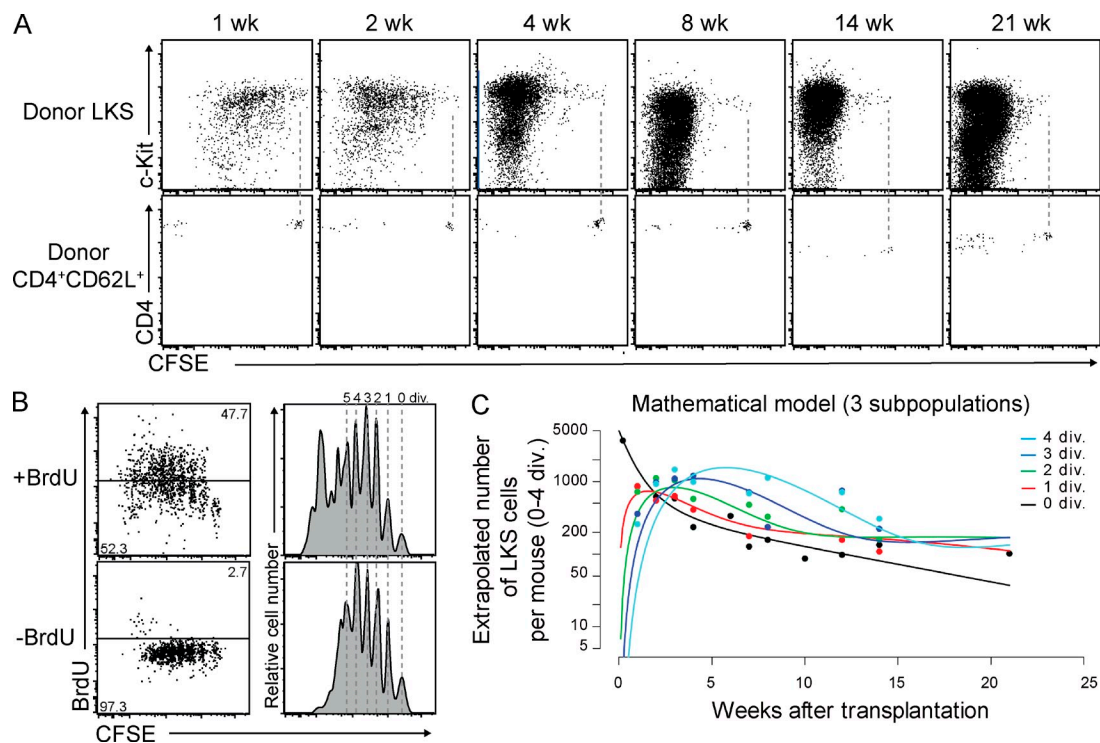 A
1 wk
2 wk
4 wk
8 wk
14 wk
21 wk
Donor LKS
c-Kit
Donor
CD4⁺CD62L⁺
CD4
CFSE
B
5 4 3 2 1 0 div.
+BrdU
47.7
52.3
-BrdU
2.7
97.3
BrdU
Relative cell number
CFSE
C
Mathematical model (3 subpopulations)
Extrapolated number
of LKS cells
per mouse (0-4 div.)
5000
1000
200
50
10
5
4 div.
3 div.
2 div.
1 div.
0 div.
0 5 10 15 20 25
Weeks after transplantation